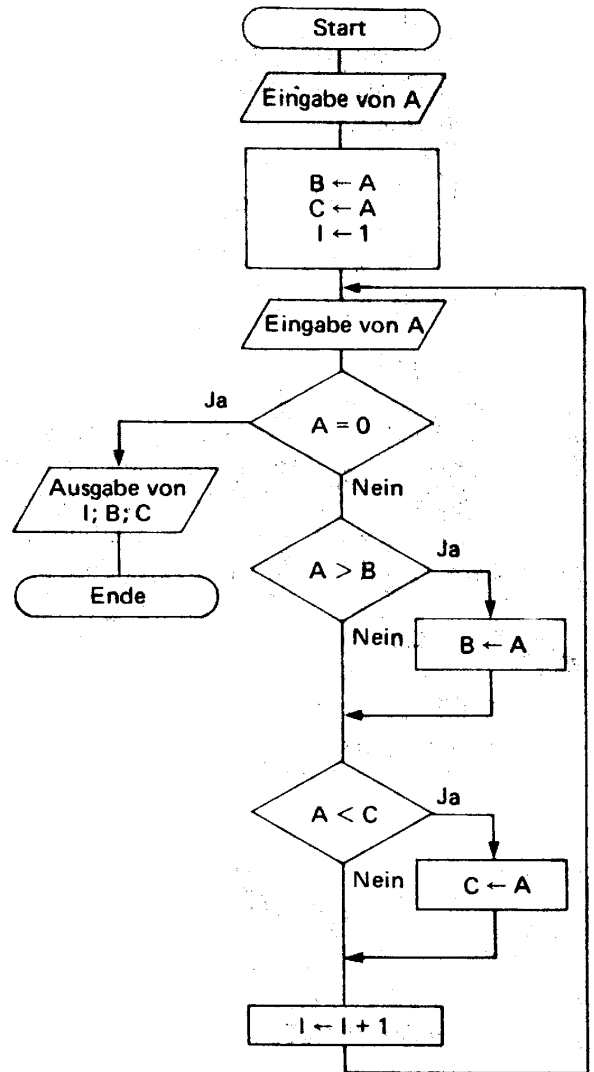 Start
Eingabe von A
B ← A
C ← A
I ← 1
Eingabe von A
Ja
A = 0
Nein
Ausgabe von
I; B; C
Ende
A > B
Ja
Nein
B ← A
A < C
Ja
Nein
C ← A
I ← I + 1